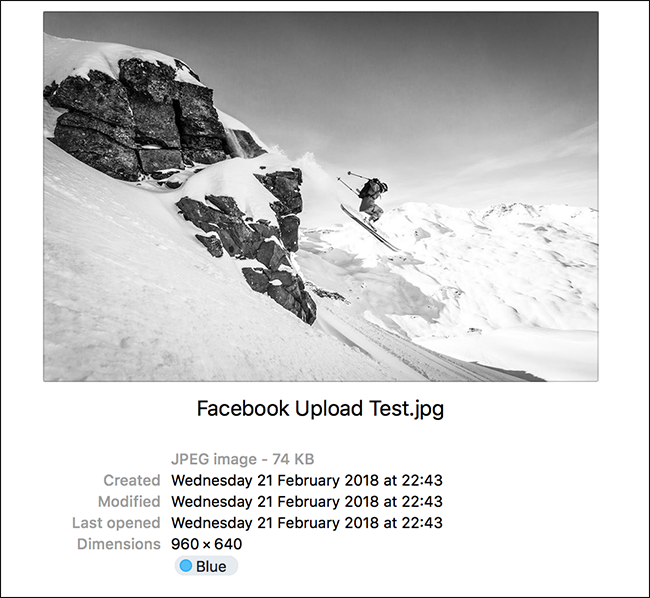 Facebook Upload Test.jpg
JPEG image - 74 KB
Created Wednesday 21 February 2018 at 22:43
Modified Wednesday 21 February 2018 at 22:43
Last opened Wednesday 21 February 2018 at 22:43
Dimensions 960 × 640
Blue